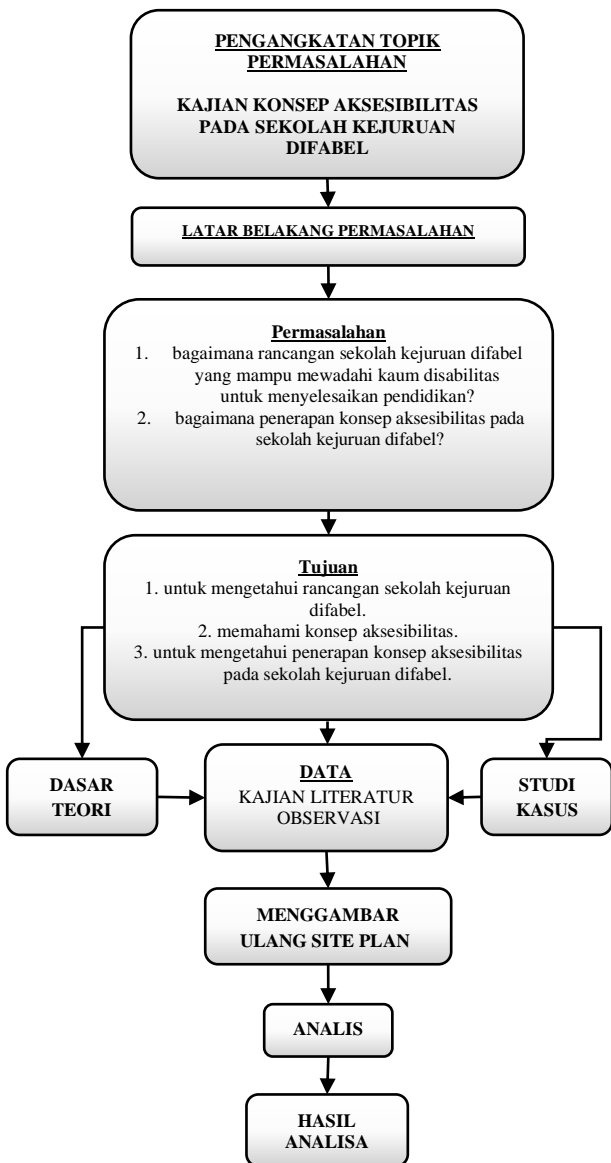 PENGANGKATAN TOPIK
PERMASALAHAN
KAJIAN KONSEP AKSESIBILITAS
PADA SEKOLAH KEJURUAN
DIFABEL
LATAR BELAKANG PERMASALAHAN
Permasalahan
1. bagaimana rancangan sekolah kejuruan difabel
yang mampu mewadahi kaum disabilitas
untuk menyelesaikan pendidikan?
2. bagaimana penerapan konsep aksesibilitas pada
sekolah kejuruan difabel?
Tujuan
1. untuk mengetahui rancangan sekolah kejuruan
difabel.
2. memahami konsep aksesibilitas.
3. untuk mengetahui penerapan konsep aksesibilitas
pada sekolah kejuruan difabel.
DASAR
TEORI
DATA
KAJIAN LITERATUR
OBSERVASI
STUDI
KASUS
MENGGAMBAR
ULANG SITE PLAN
ANALIS
HASIL
ANALISA